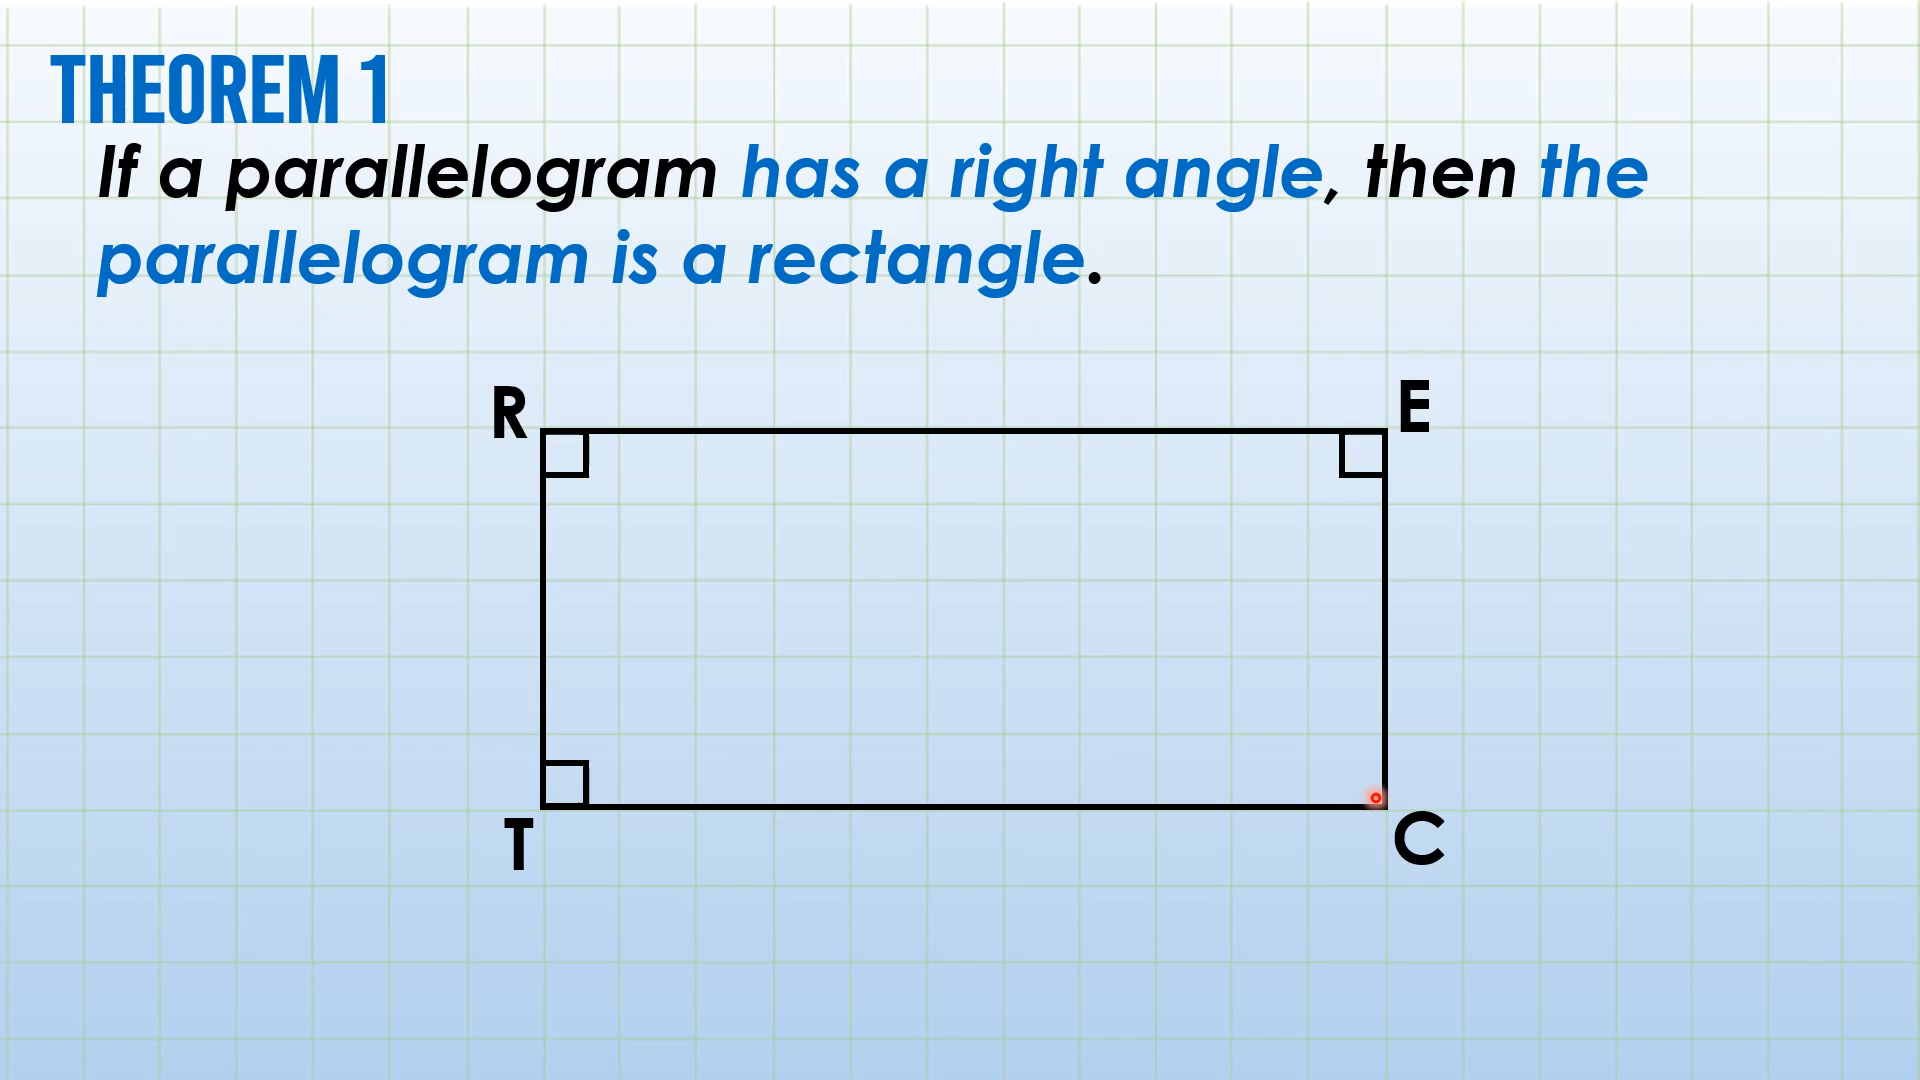 THEOREM 1
If a parallelogram has a right angle, then the
parallelogram is a rectangle.
R
E
T
C